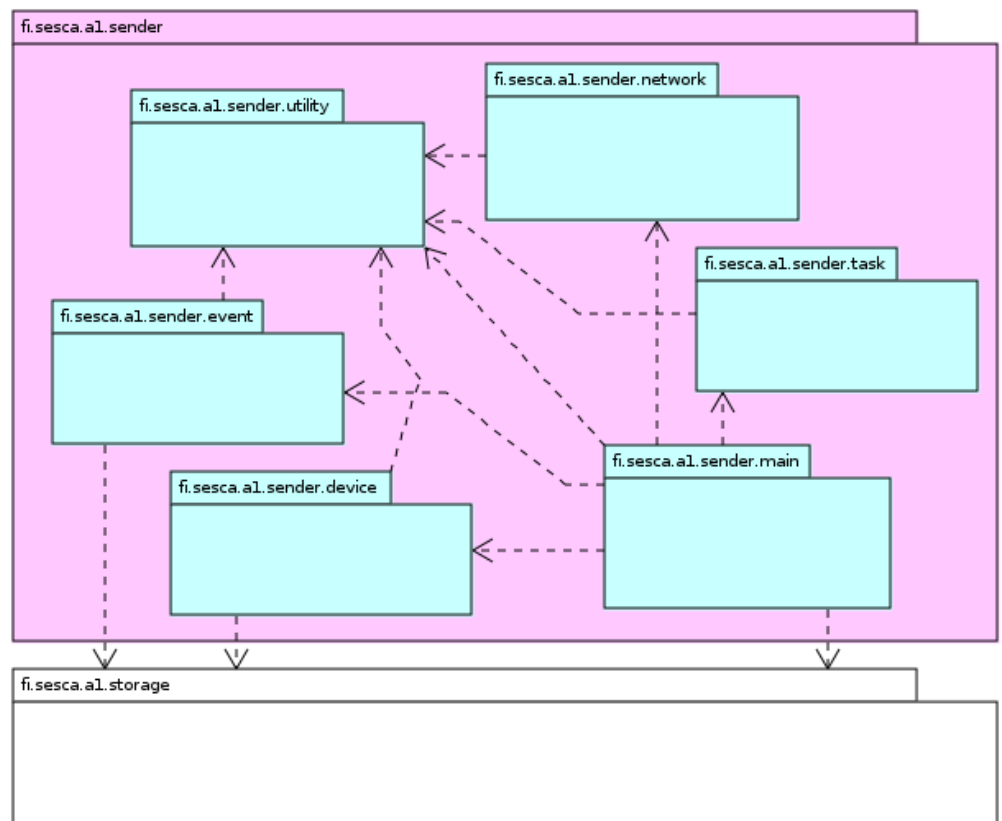 fi.sesca.a1.sender
fi.sesca.a1.sender.network
fi.sesca.a1.sender.utility
fi.sesca.a1.sender.task
fi.sesca.a1.sender.event
fi.sesca.a1.sender.main
fi.sesca.a1.sender.device
fi.sesca.a1.storage